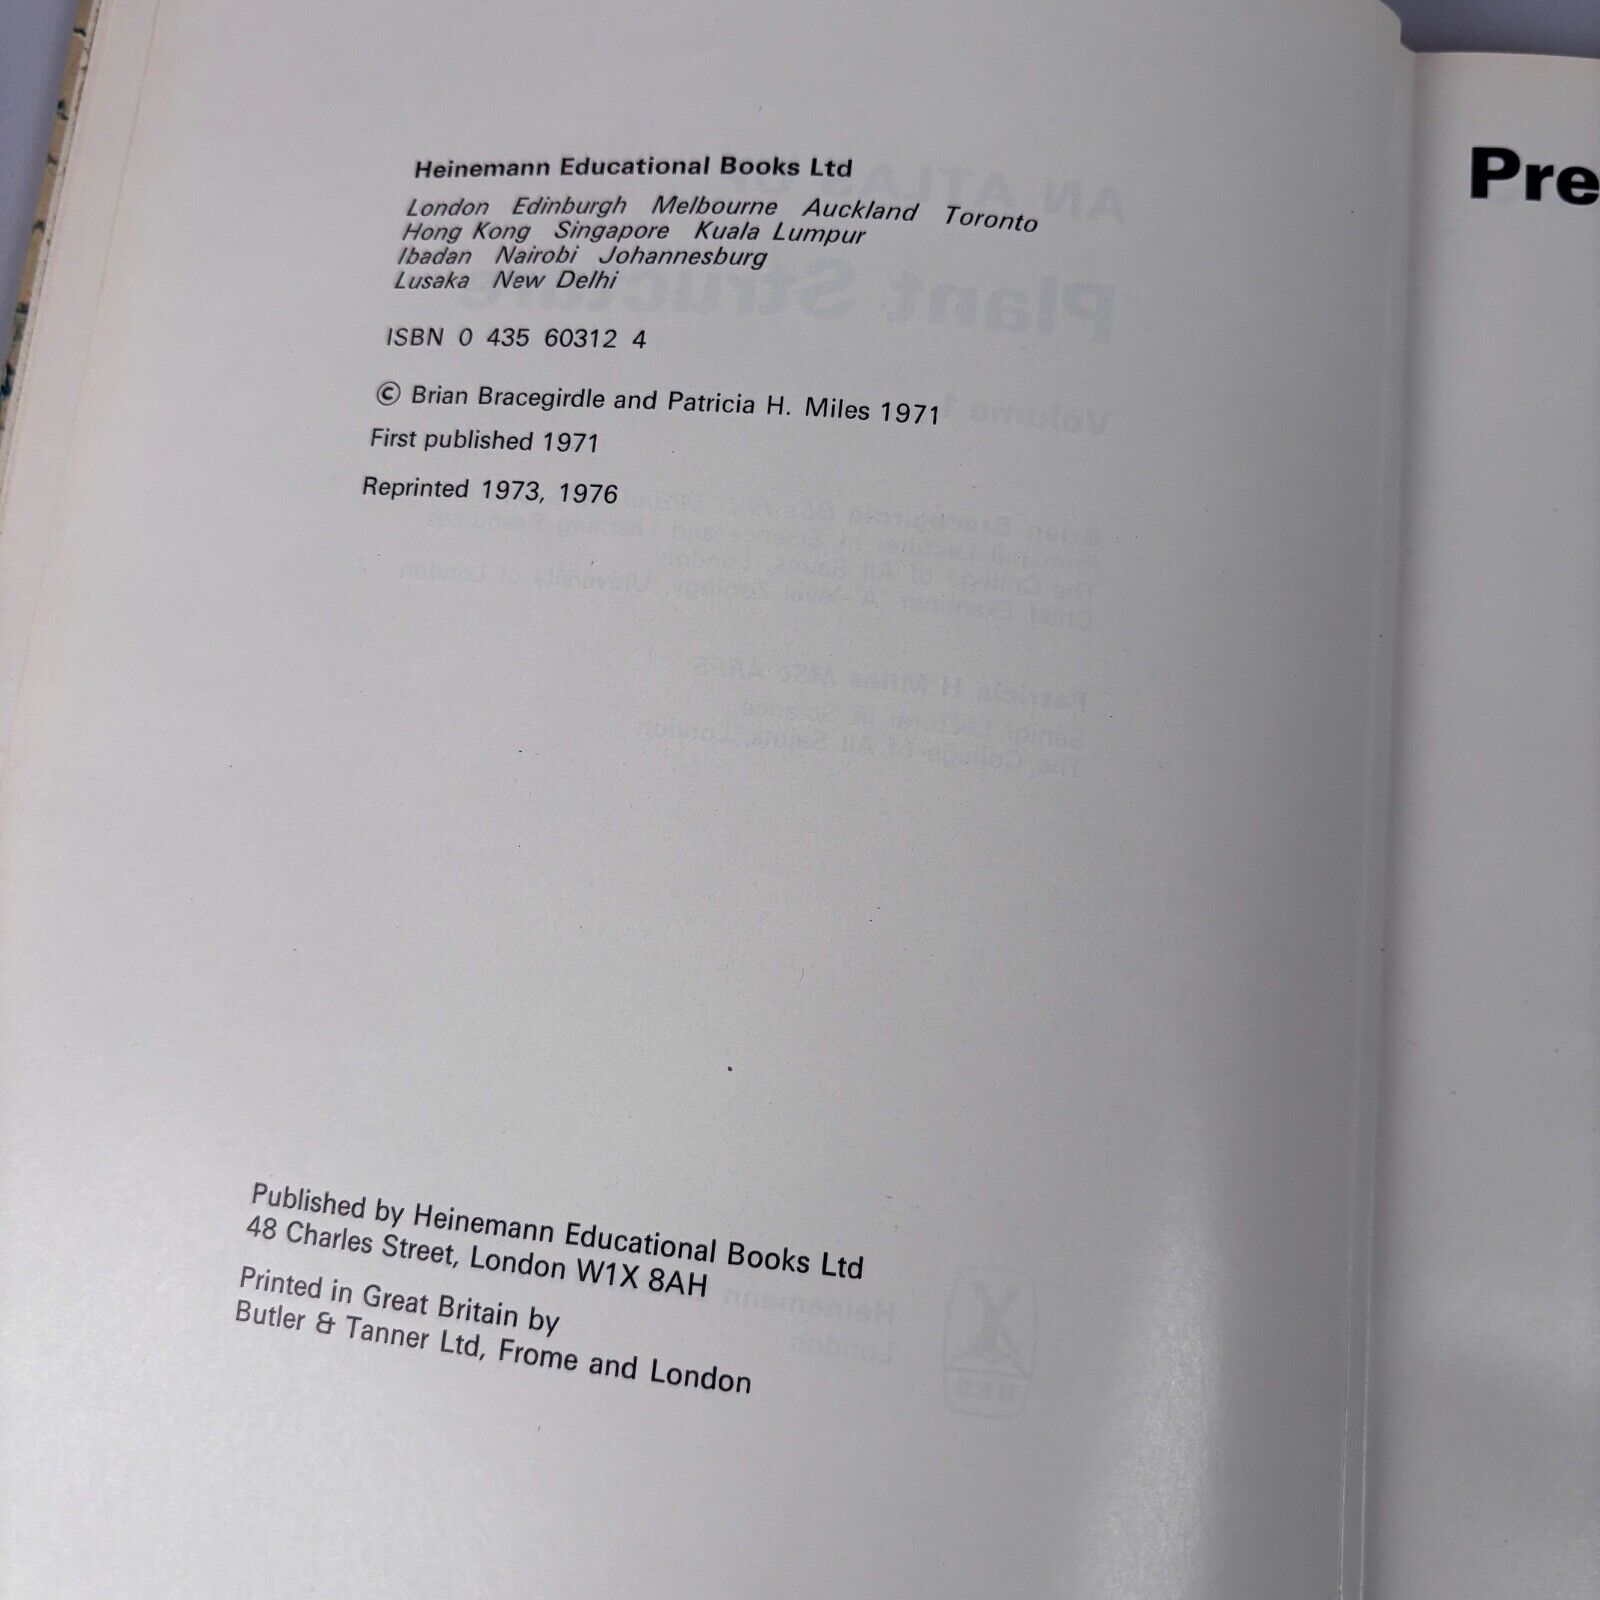 Heinemann Educational Books Ltd
London Edinburgh Melbourne Auckland Toronto
Hong Kong Singapore Kuala Lumpur
Ibadan Nairobi Johannesburg
Lusaka New Delhi
ISBN 0 435 60312 4
© Brian Bracegirdle and Patricia H. Miles 1971
First published 1971
Reprinted 1973, 1976
Published by Heinemann Educational Books Ltd
48 Charles Street, London W1X 8AH
Printed in Great Britain by
Butler & Tanner Ltd, Frome and London
Pre